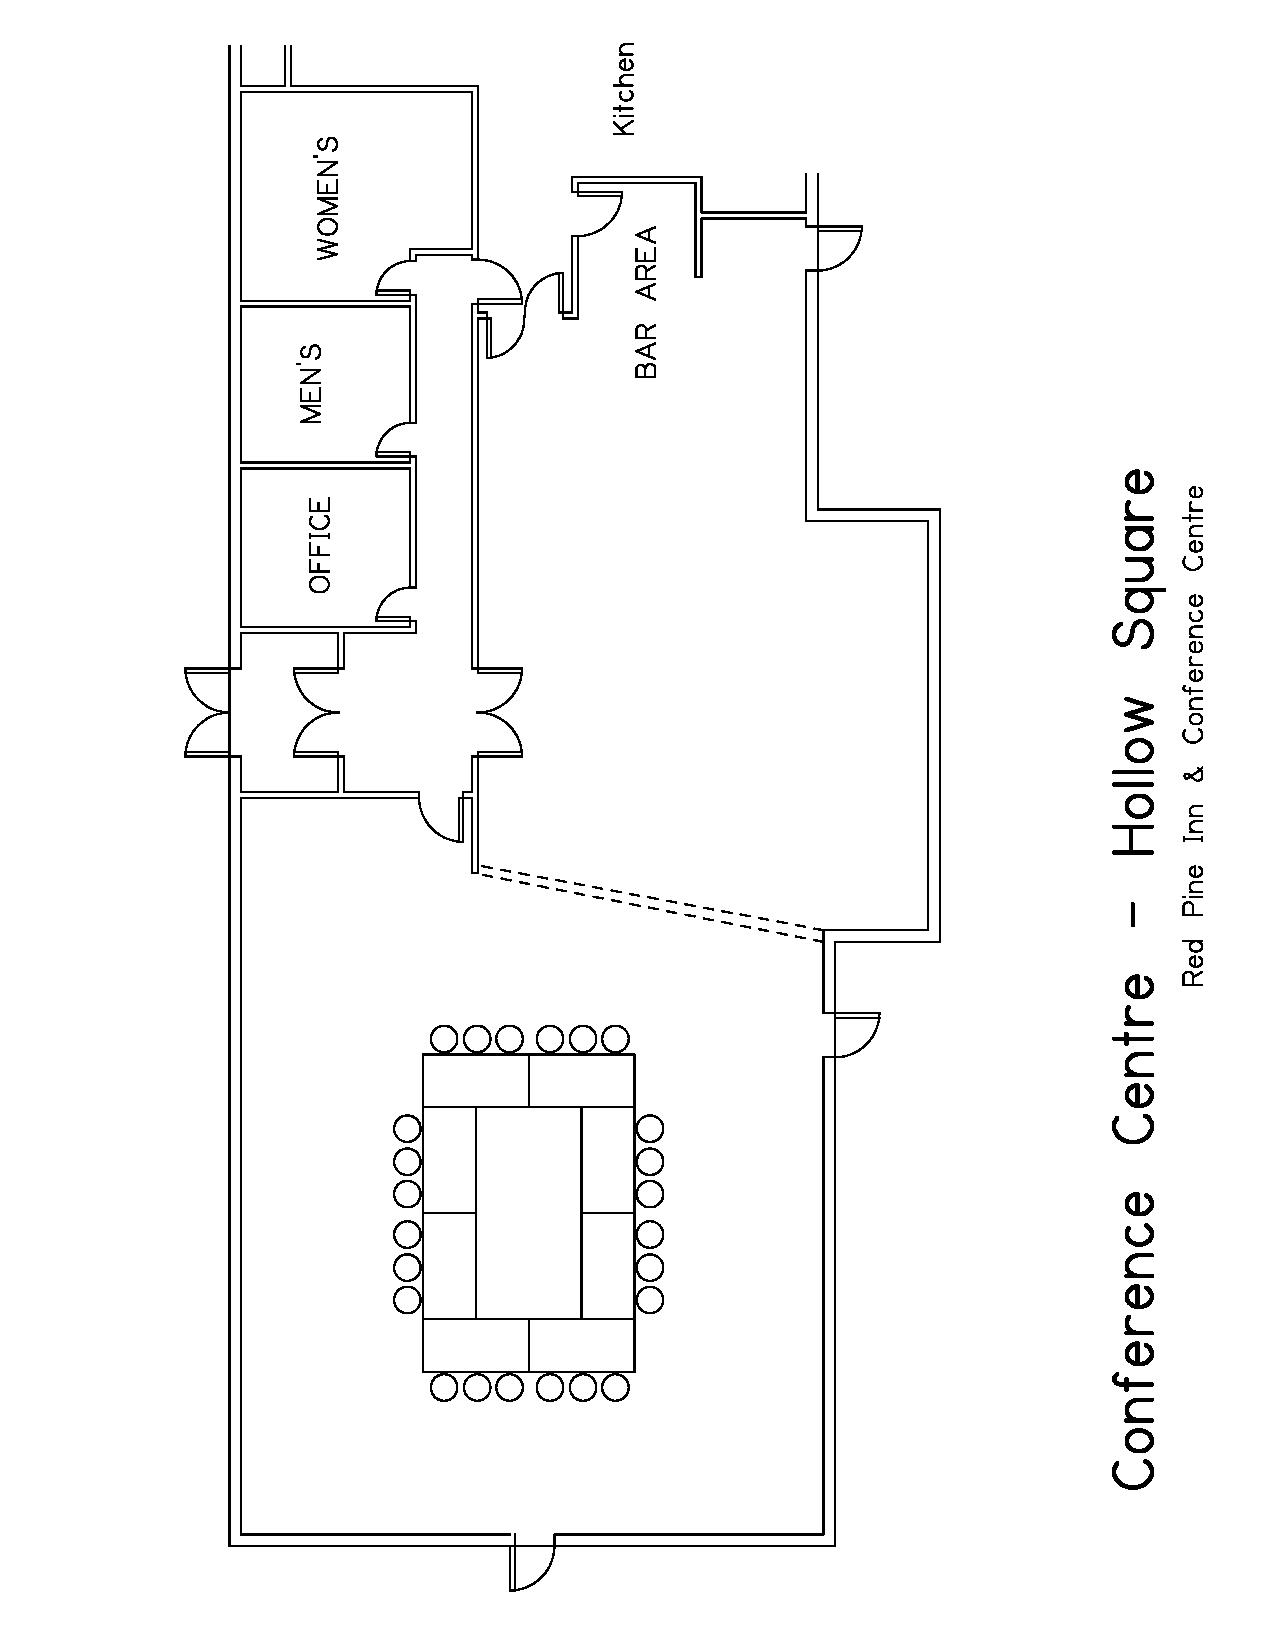 Kitchen
WOMEN'S
BAR AREA
MEN'S
OFFICE
Conference Centre - Hollow Square
Red Pine Inn & Conference Centre